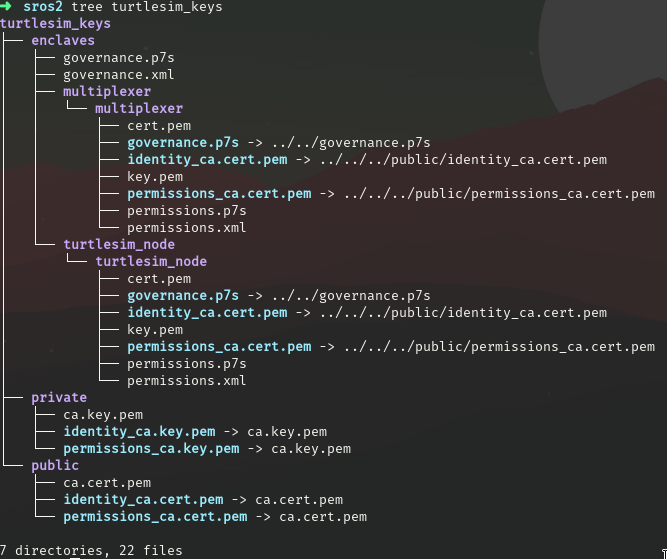 ➜ sros2 tree turtlesim_keys
turtlesim_keys
├── enclaves
│   ├── governance.p7s
│   ├── governance.xml
│   ├── multiplexer
│   │   └── multiplexer
│   │       ├── cert.pem
│   │       ├── governance.p7s -> ../../governance.p7s
│   │       ├── identity_ca.cert.pem -> ../../../public/identity_ca.cert.pem
│   │       ├── key.pem
│   │       ├── permissions_ca.cert.pem -> ../../../public/permissions_ca.cert.pem
│   │       ├── permissions.p7s
│   │       └── permissions.xml
│   └── turtlesim_node
│       └── turtlesim_node
│           ├── cert.pem
│           ├── governance.p7s -> ../../governance.p7s
│           ├── identity_ca.cert.pem -> ../../../public/identity_ca.cert.pem
│           ├── key.pem
│           ├── permissions_ca.cert.pem -> ../../../public/permissions_ca.cert.pem
│           ├── permissions.p7s
│           └── permissions.xml
├── private
│   ├── ca.key.pem
│   ├── identity_ca.key.pem -> ca.key.pem
│   └── permissions_ca.key.pem -> ca.key.pem
└── public
    ├── ca.cert.pem
    ├── identity_ca.cert.pem -> ca.cert.pem
    └── permissions_ca.cert.pem -> ca.cert.pem
7 directories, 22 files